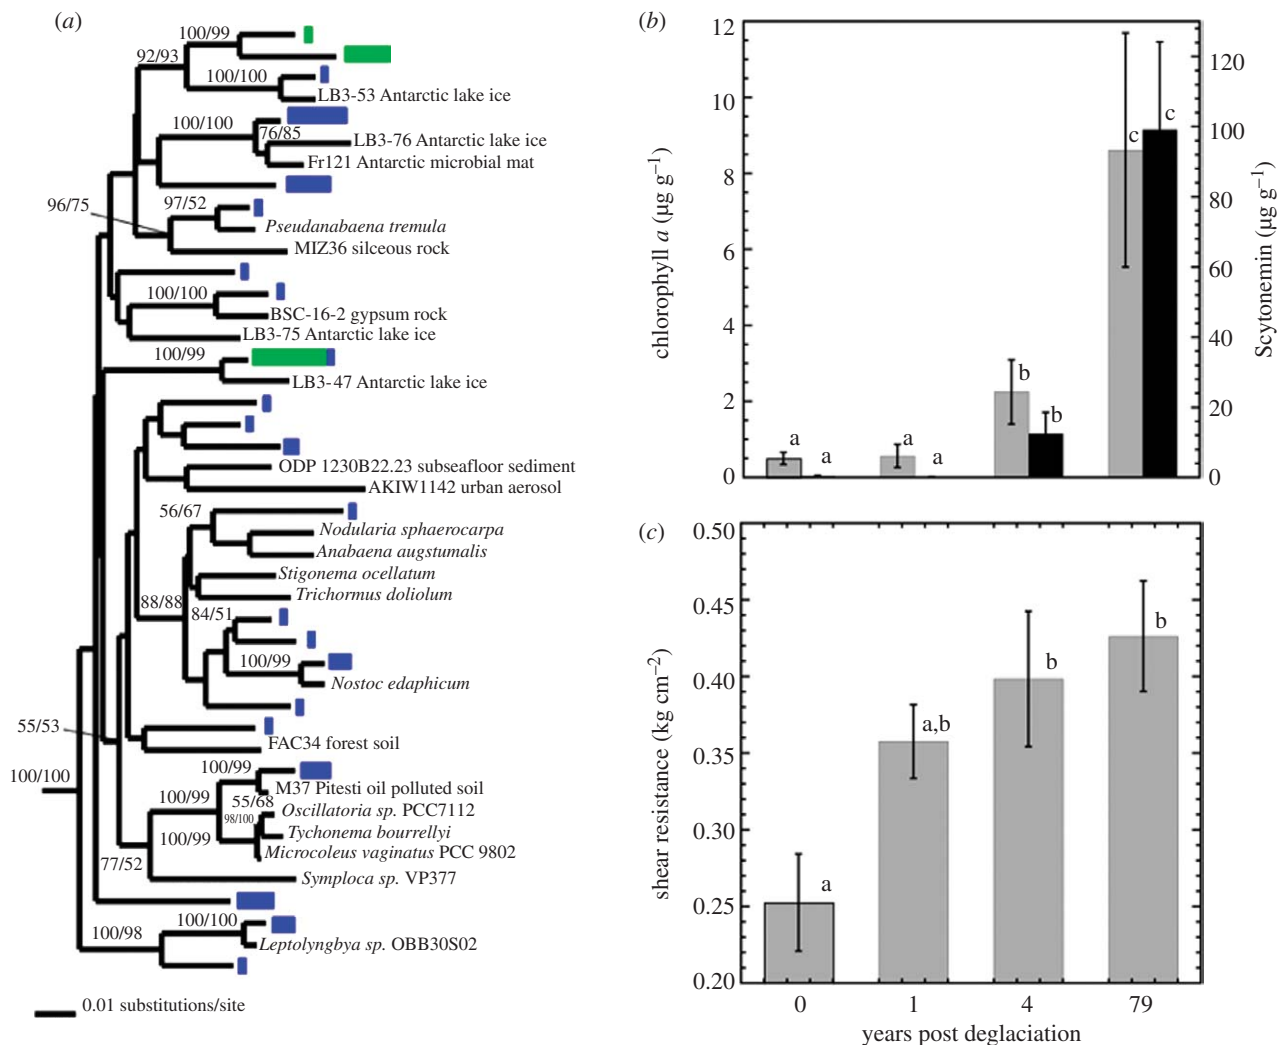 (a)
100/99
92/93
100/100
LB3-53 Antarctic lake ice
100/100
76/85
LB3-76 Antarctic lake ice
Fr121 Antarctic microbial mat
96/75
97/52
Pseudanabaena tremula
MIZ36 silceous rock
100/100
BSC-16-2 gypsum rock
LB3-75 Antarctic lake ice
100/99
LB3-47 Antarctic lake ice
ODP 1230B22.23 subseafloor sediment
AKIW1142 urban aerosol
56/67
Nodularia sphaerocarpa
Anabaena augstumalis
Stigonema ocellatum
88/88
Trichormus doliolum
84/51
100/99
Nostoc edaphicum
55/53
FAC34 forest soil
100/100
100/99
M37 Pitesti oil polluted soil
100/99
55/68
Oscillatoria sp. PCC7112
98/100
Tychonema bourrellyi
100/99
Microcoleus vaginatus PCC 9802
77/52
Symploca sp. VP377
100/100
100/98
Leptolyngbya sp. OBB30S02
0.01 substitutions/site
(b)
12
10
8
6
4
2
0
chlorophyll a (µg g⁻¹)
a
a
a
a
b
b
c
c
120
100
80
60
40
20
0
Scytonemin (µg g⁻¹)
(c)
0.50
0.45
0.40
0.35
0.30
0.25
0.20
shear resistance (kg cm⁻²)
a
a,b
b
b
0 1 4 79
years post deglaciation